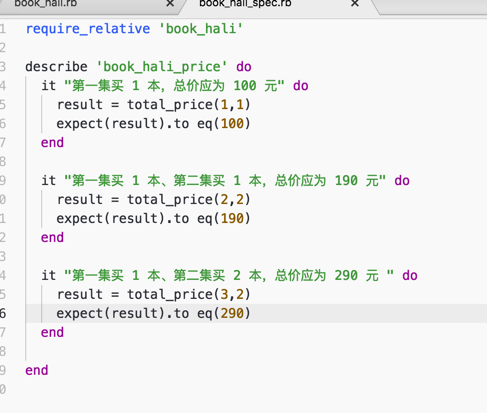 book_hali.rb × book_hali_spec.rb ×
1 require_relative 'book_hali'
2
3 describe 'book_hali_price' do
4 it "第一集买 1 本，总价应为 100 元" do
5 result = total_price(1,1)
6 expect(result).to eq(100)
7 end
8
9 it "第一集买 1 本、第二集买 1 本，总价应为 190 元" do
0 result = total_price(2,2)
1 expect(result).to eq(190)
2 end
3
4 it "第一集买 1 本、第二集买 2 本，总价应为 290 元 " do
5 result = total_price(3,2)
6 expect(result).to eq(290)
7 end
8
9 end
0